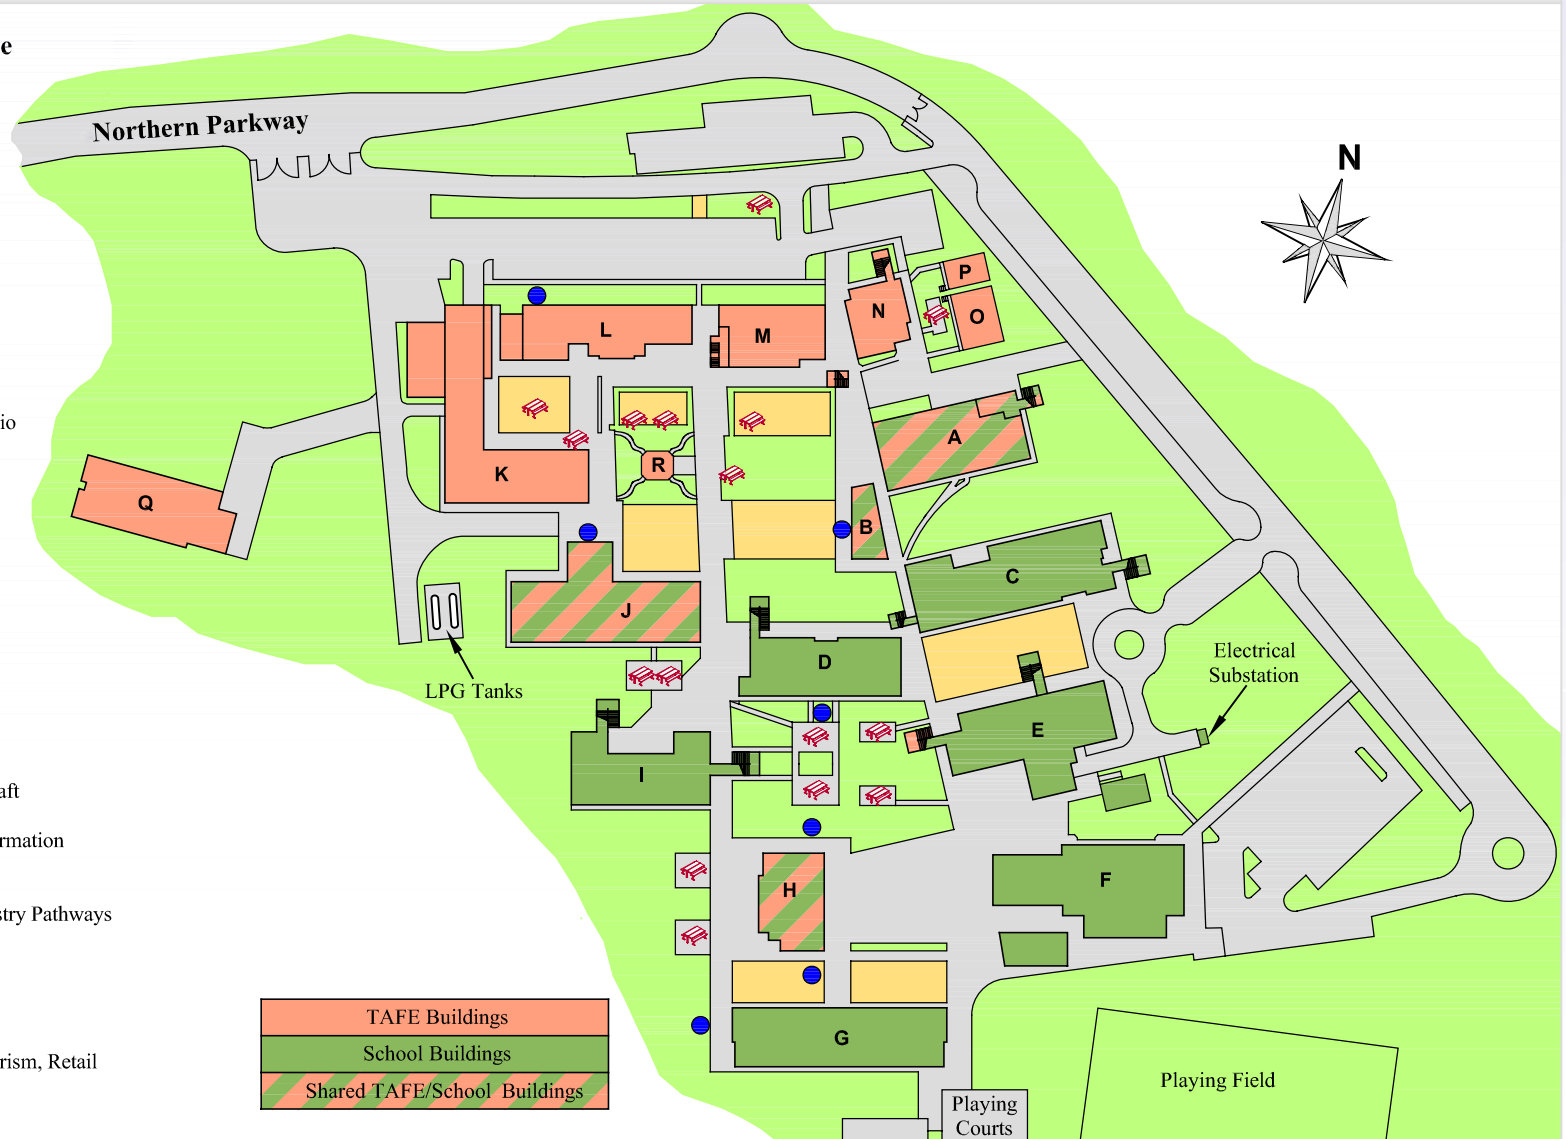 e
Northern Parkway
N
P
O
N
L
M
A
R
K
Q
B
C
J
D
E
Electrical
Substation
LPG Tanks
io
I
aft
rmation
H
F
stry Pathways
TAFE Buildings
School Buildings
Shared TAFE/School Buildings
G
rism, Retail
Playing Field
Playing
Courts